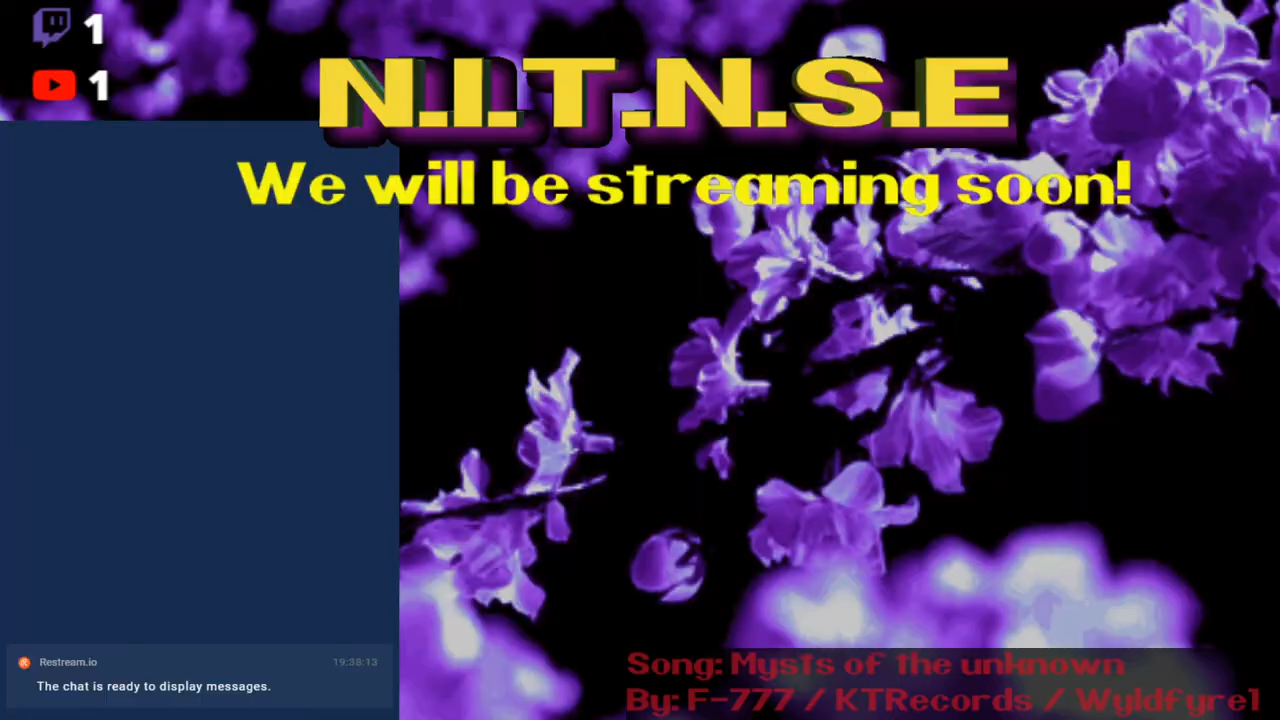 1
1
N.I.T.N.S.E
We will be streaming soon!
Restream.io 19:38:13
The chat is ready to display messages.
Song: Mysts of the unknown
By: F-777 / KTRecords / Wyldfyre1